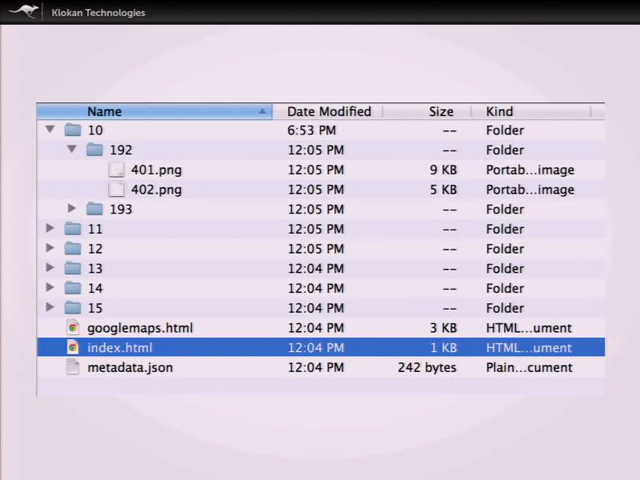 Klokan Technologies
Name Date Modified Size Kind
10 6:53 PM -- Folder
192 12:05 PM -- Folder
401.png 12:05 PM 9 KB Portab...image
402.png 12:05 PM 5 KB Portab...image
193 12:05 PM -- Folder
11 12:05 PM -- Folder
12 12:05 PM -- Folder
13 12:04 PM -- Folder
14 12:04 PM -- Folder
15 12:04 PM -- Folder
googlemaps.html 12:04 PM 3 KB HTML...ument
index.html 12:04 PM 1 KB HTML...ument
metadata.json 12:04 PM 242 bytes Plain...cument